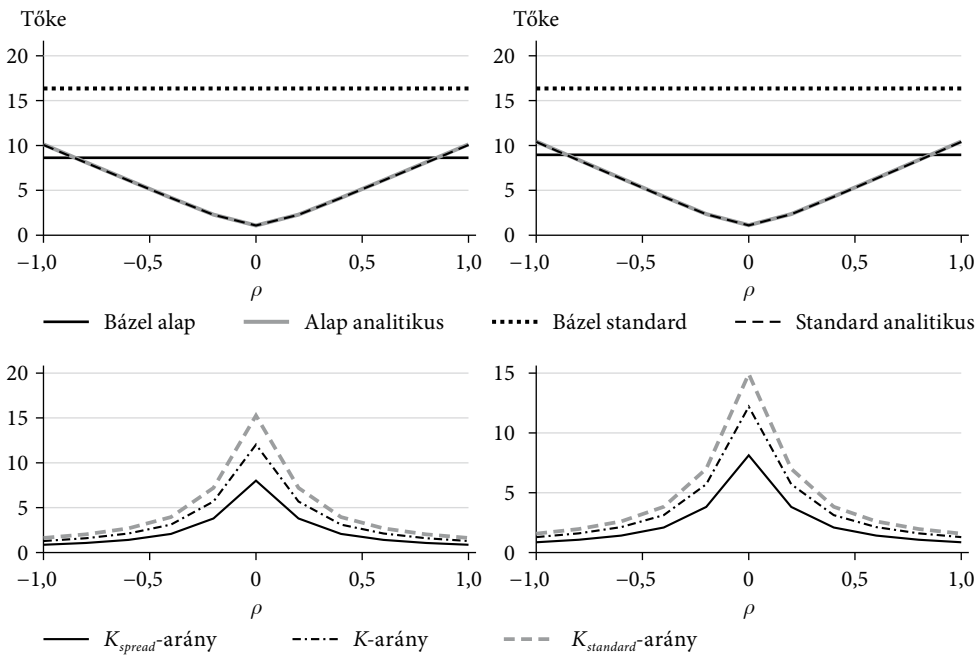 Tőke Tőke
20 20
15 15
10 10
5 5
0 0
−1,0 −0,5 0 0,5 1,0 −1,0 −0,5 0 0,5 1,0
ρ ρ
Bázel alap Alap analitikus Bázel standard Standard analitikus
20 15
15
10
10
5
5
0 0
−1,0 −0,5 0 0,5 1,0 −1,0 −0,5 0 0,5 1,0
ρ ρ
Kspread-arány K-arány Kstandard-arány